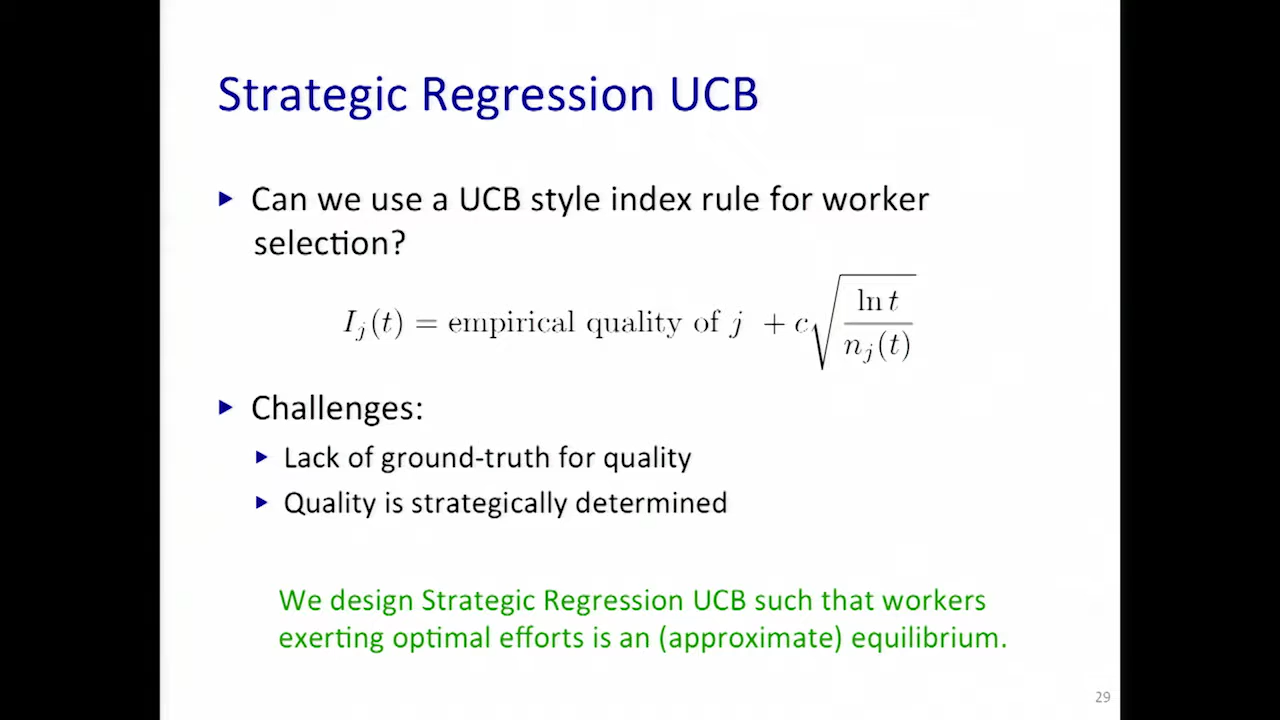 Strategic Regression UCB
▸ Can we use a UCB style index rule for worker
selection?
I_j(t) = empirical quality of j + c√(ln t / n_j(t))
▸ Challenges:
▸ Lack of ground-truth for quality
▸ Quality is strategically determined
We design Strategic Regression UCB such that workers
exerting optimal efforts is an (approximate) equilibrium.
29